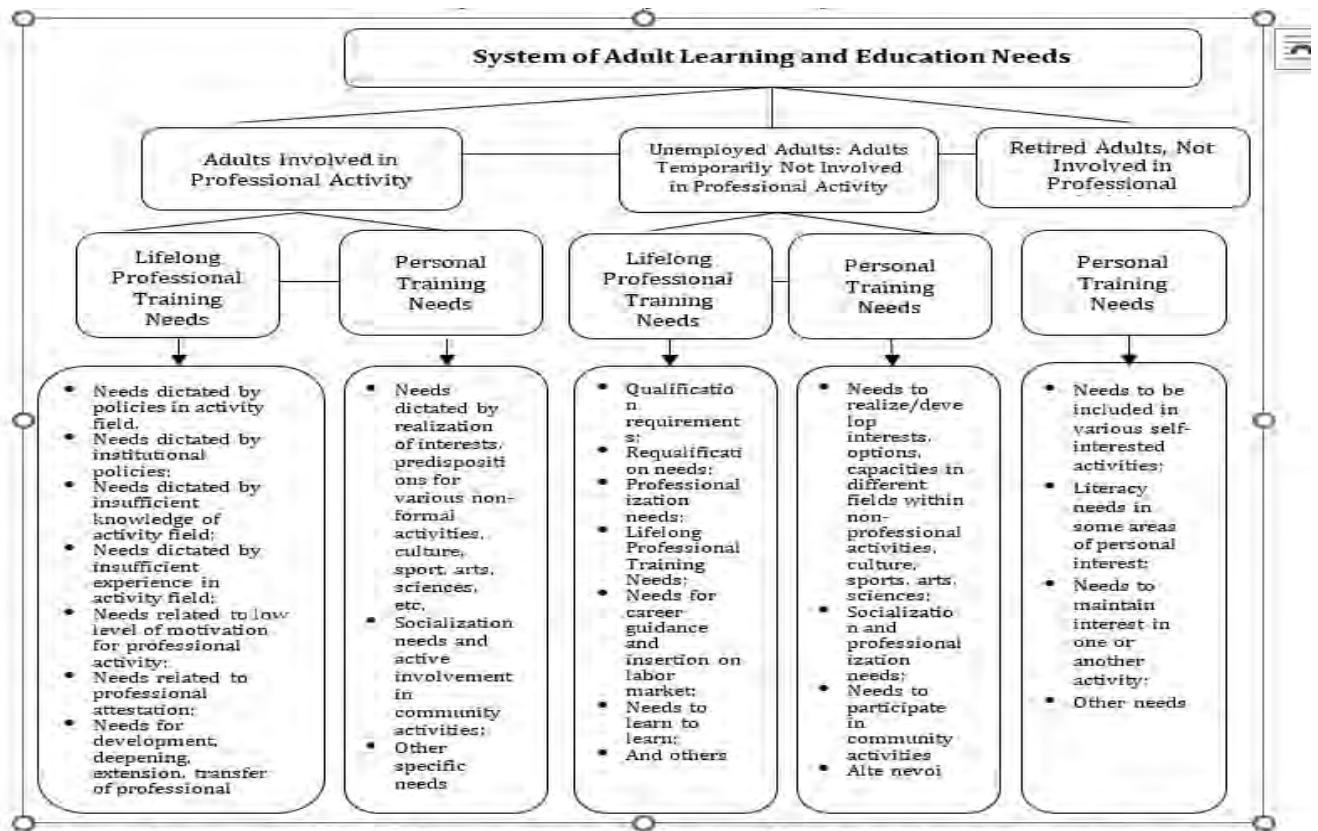 System of Adult Learning and Education Needs
Adults Involved in
Professional Activity
Unemployed Adults: Adults
Temporarily Not Involved
in Professional Activity
Retired Adults, Not
Involved in
Professional
Lifelong
Professional
Training
Needs
Personal
Training
Needs
Lifelong
Professional
Training
Needs
Personal
Training
Needs
Personal
Training
Needs
• Needs dictated by
policies in activity
field.
• Needs dictated by
institutional
policies;
• Needs dictated by
insufficient
knowledge of
activity field;
• Needs dictated by
insufficient
experience in
activity field;
• Needs related to low
level of motivation
for professional
activity;
• Needs related to
professional
attestation;
• Needs for
development,
deepening,
extension, transfer
of professional
• Needs
dictated by
realization
of interests,
predispositi
ons for
various non-
formal
activities,
culture,
sport, arts,
sciences,
etc.
• Socialization
needs and
active
involvement
in
community
activities;
• Other
specific
needs
• Qualificatio
n
requirement
s;
• Requalificati
on needs;
• Professional
ization
needs;
• Lifelong
Professional
Training
Needs;
• Needs for
career
guidance
and
insertion on
labor
market;
• Needs to
learn to
learn;
• And others
• Needs to
realize/deve
lop
interests,
options,
capacities in
different
fields within
non-
professional
activities,
culture,
sports, arts,
sciences;
• Socializatio
n and
professional
ization
needs;
• Needs to
participate
in
community
activities
• Alte nevoi
• Needs to be
included in
various self-
interested
activities;
• Literacy
needs in
some areas
of personal
interest;
• Needs to
maintain
interest in
one or
another
activity;
• Other needs